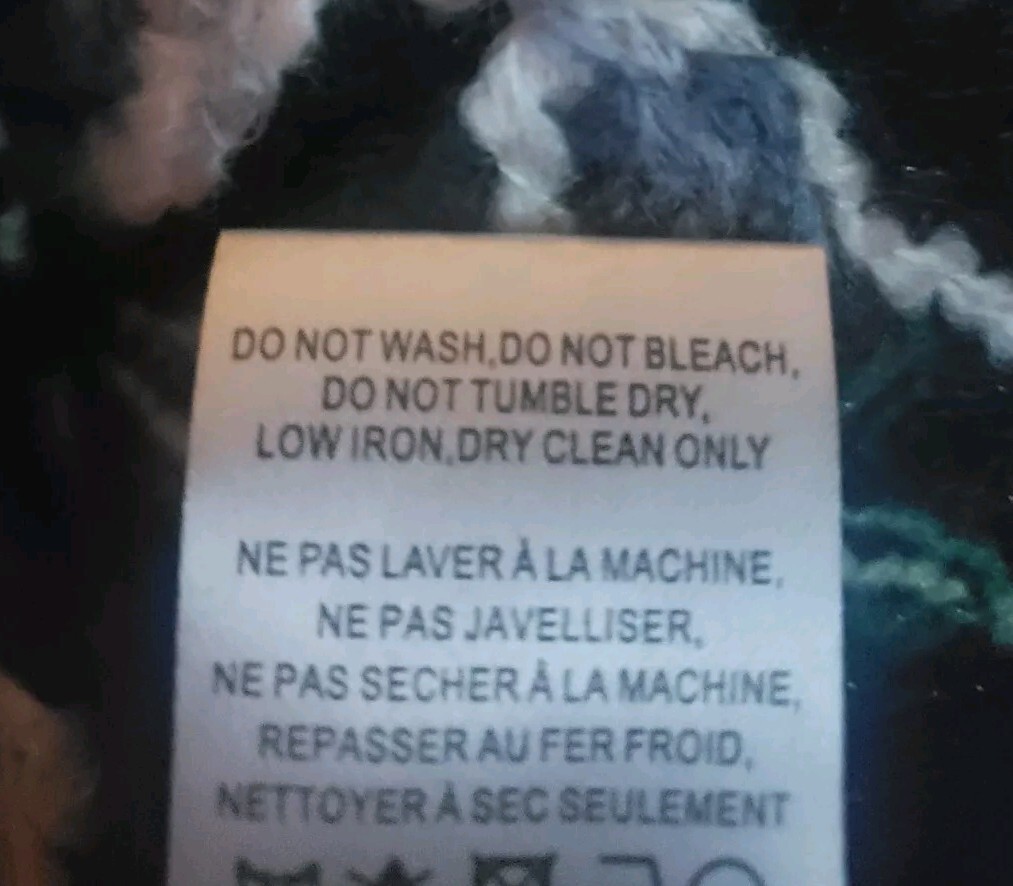 DO NOT WASH,DO NOT BLEACH,
DO NOT TUMBLE DRY,
LOW IRON,DRY CLEAN ONLY
NE PAS LAVER À LA MACHINE,
NE PAS JAVELLISER,
NE PAS SECHER À LA MACHINE,
REPASSER AU FER FROID,
NETTOYER À SEC SEULEMENT